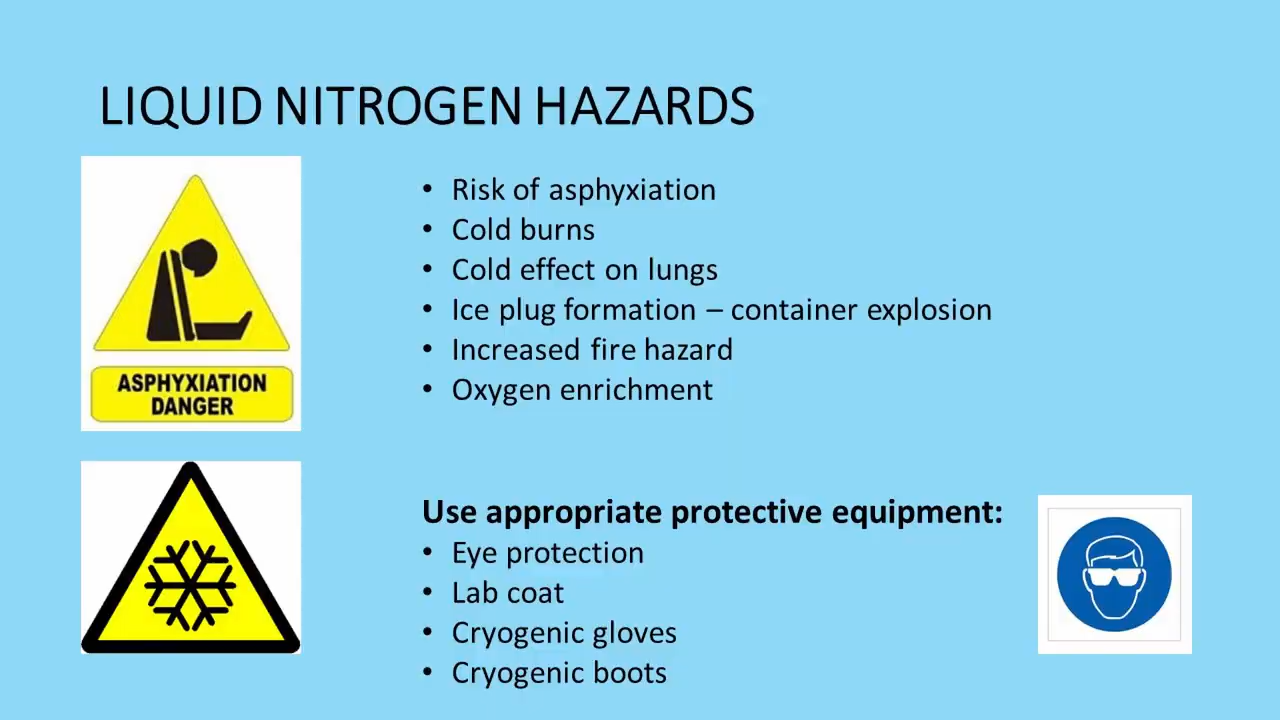 LIQUID NITROGEN HAZARDS
ASPHYXIATION
DANGER
• Risk of asphyxiation
• Cold burns
• Cold effect on lungs
• Ice plug formation – container explosion
• Increased fire hazard
• Oxygen enrichment
Use appropriate protective equipment:
• Eye protection
• Lab coat
• Cryogenic gloves
• Cryogenic boots